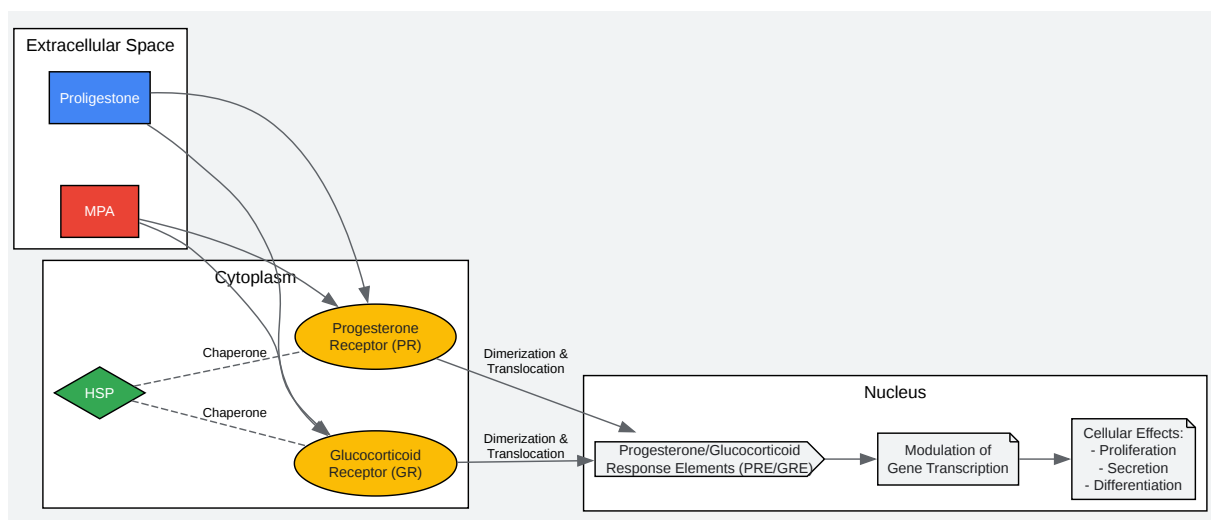 Extracellular Space
Proligestone
MPA
Cytoplasm
Progesterone
Receptor (PR)
Chaperone
HSP
Chaperone
Glucocorticoid
Receptor (GR)
Dimerization &
Translocation
Dimerization &
Translocation
Nucleus
Progesterone/Glucocorticoid
Response Elements (PRE/GRE)
Modulation of
Gene Transcription
Cellular Effects:
- Proliferation
- Secretion
- Differentiation